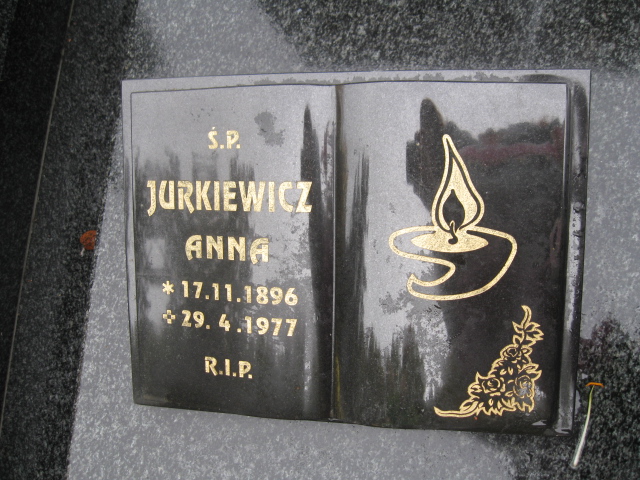 Ś.P.
JURKIEWICZ
ANNA
* 17.11.1896
✢ 29. 4.1977
R.I.P.